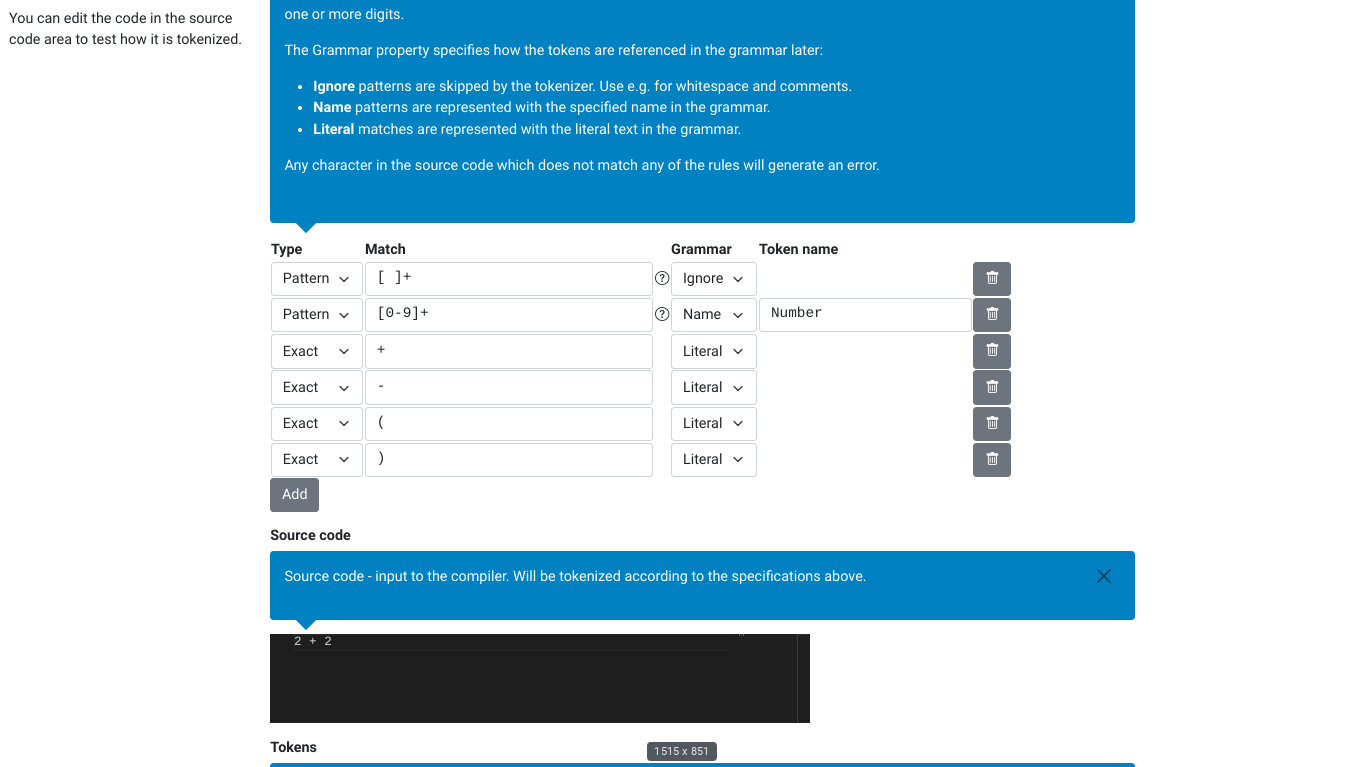 You can edit the code in the source
code area to test how it is tokenized.
one or more digits.
The Grammar property specifies how the tokens are referenced in the grammar later:
• Ignore patterns are skipped by the tokenizer. Use e.g. for whitespace and comments.
• Name patterns are represented with the specified name in the grammar.
• Literal matches are represented with the literal text in the grammar.
Any character in the source code which does not match any of the rules will generate an error.
Type Match Grammar Token name
Pattern [ ]+ ? Ignore
Pattern [0-9]+ ? Name Number
Exact + Literal
Exact - Literal
Exact ( Literal
Exact ) Literal
Add
Source code
Source code - input to the compiler. Will be tokenized according to the specifications above.
2 + 2
Tokens
1515 x 851